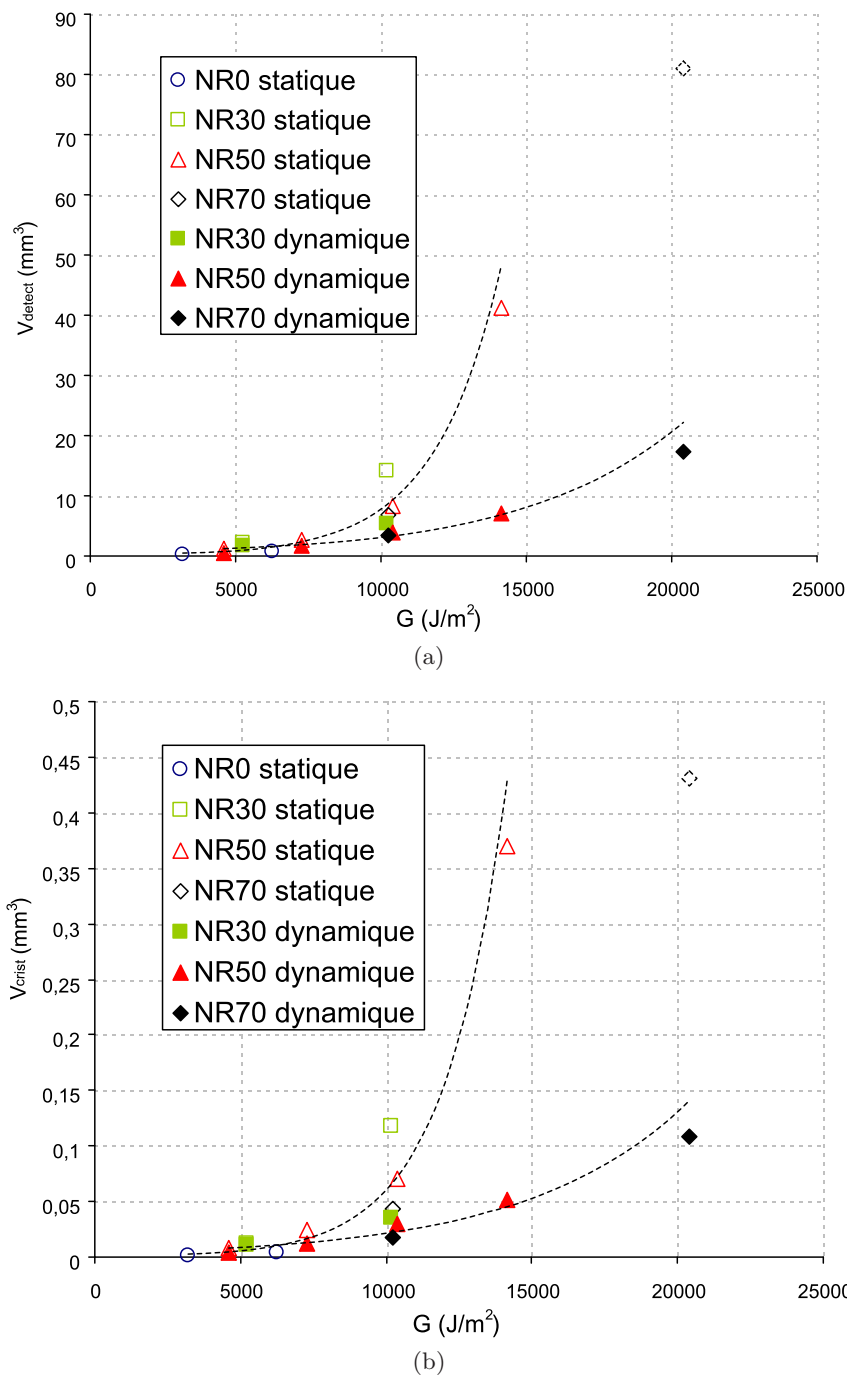 90
80
70
60
50
40
30
20
10
0
V detect (mm³)
NR0 statique
NR30 statique
NR50 statique
NR70 statique
NR30 dynamique
NR50 dynamique
NR70 dynamique
0 5000 10000 15000 20000 25000
G (J/m²)
(a)
0,5
0,45
0,4
0,35
0,3
0,25
0,2
0,15
0,1
0,05
0
V crist (mm³)
NR0 statique
NR30 statique
NR50 statique
NR70 statique
NR30 dynamique
NR50 dynamique
NR70 dynamique
0 5000 10000 15000 20000 25000
G (J/m²)
(b)